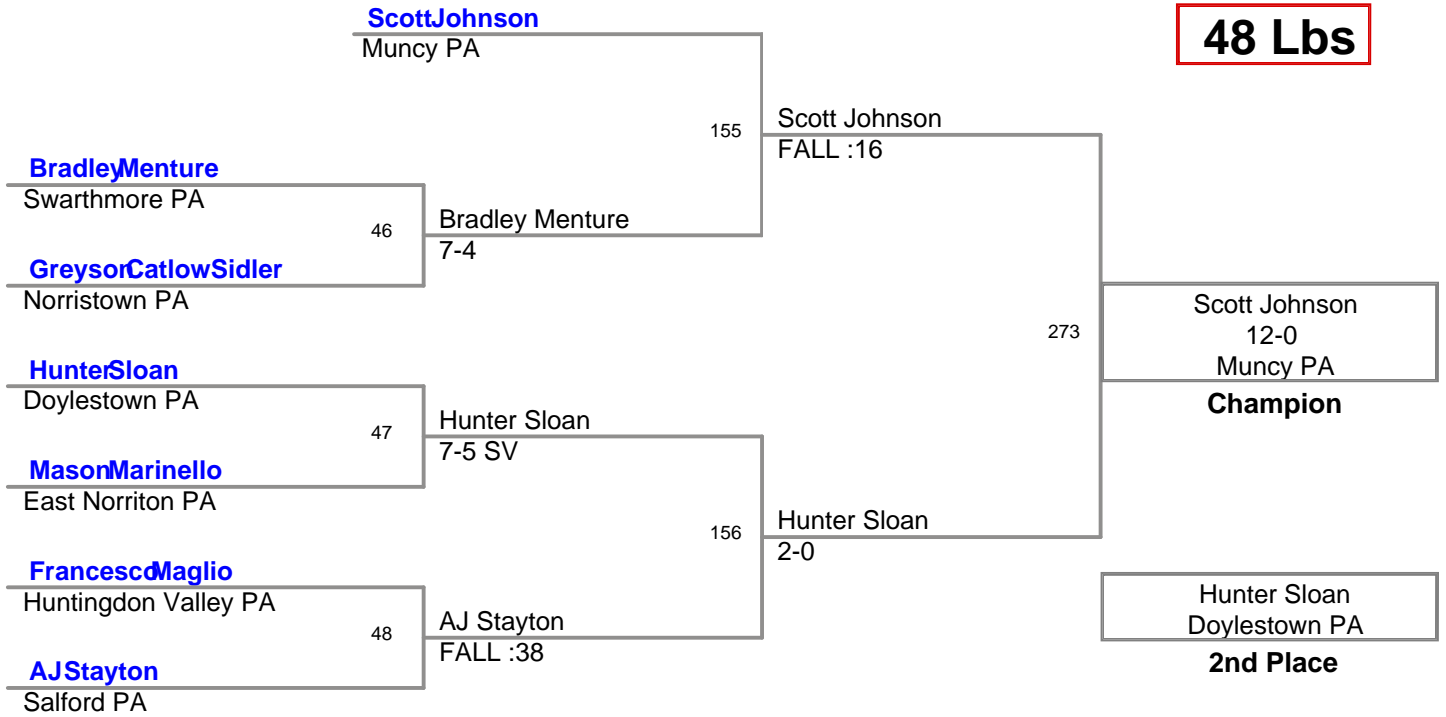 ScottJohnson
Muncy PA
48 Lbs
155
Scott Johnson
FALL :16
BradleyMenture
Swarthmore PA
46
Bradley Menture
7-4
GreysonCatlowSidler
Norristown PA
273
Scott Johnson
12-0
Muncy PA
Champion
HunterSloan
Doylestown PA
47
Hunter Sloan
7-5 SV
MasonMarinello
East Norriton PA
156
Hunter Sloan
2-0
FrancescoMaglio
Huntingdon Valley PA
48
AJ Stayton
FALL :38
AJStayton
Salford PA
Hunter Sloan
Doylestown PA
2nd Place